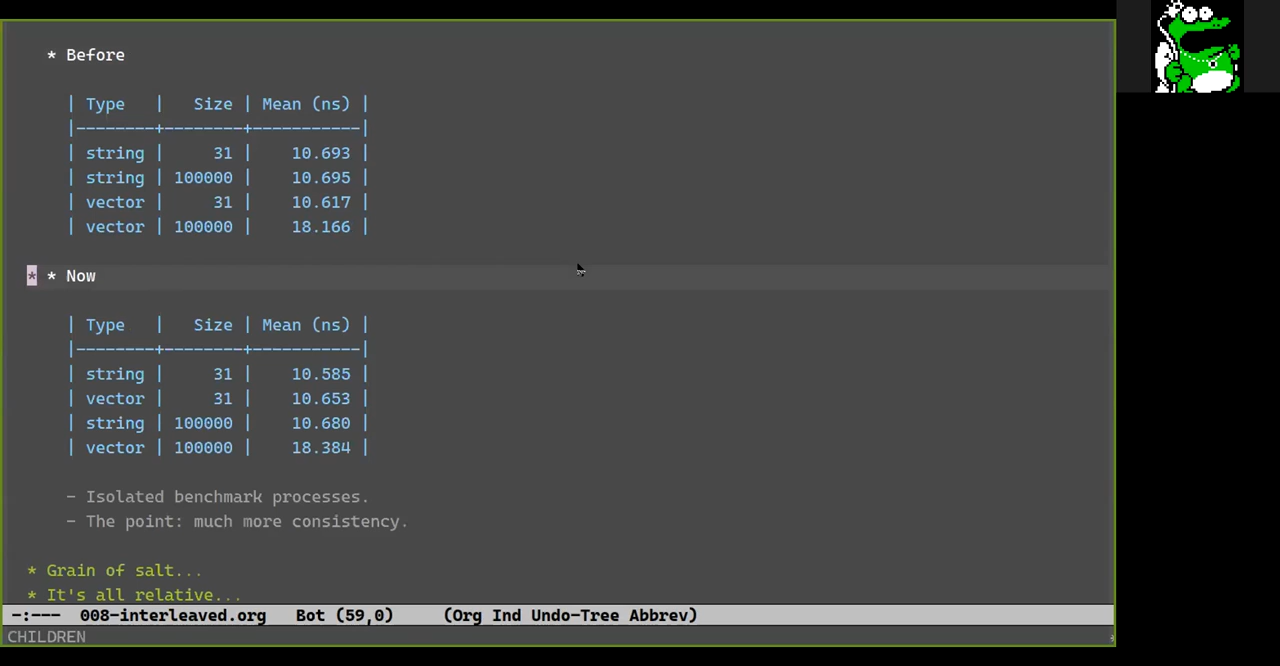 * Before
| Type   |   Size | Mean (ns) |
|--------+--------+-----------|
| string |     31 |    10.693 |
| string | 100000 |    10.695 |
| vector |     31 |    10.617 |
| vector | 100000 |    18.166 |
* * Now
| Type   |   Size | Mean (ns) |
|--------+--------+-----------|
| string |     31 |    10.585 |
| vector |     31 |    10.653 |
| string | 100000 |    10.680 |
| vector | 100000 |    18.384 |
- Isolated benchmark processes.
- The point: much more consistency.
* Grain of salt...
* It's all relative...
-:---  008-interleaved.org   Bot (59,0)     (Org Ind Undo-Tree Abbrev)
CHILDREN